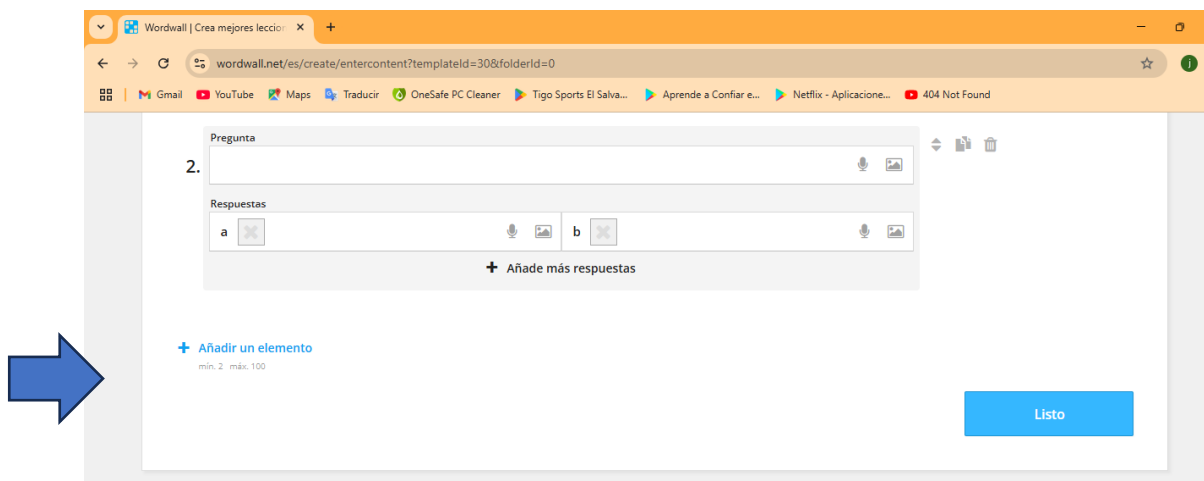 Wordwall | Crea mejores leccion
wordwall.net/es/create/entercontent?templateId=30&folderId=0
j
Gmail YouTube Maps Traducir OneSafe PC Cleaner Tigo Sports El Salva... Aprende a Confiar e... Netflix - Aplicacione... 404 Not Found
Pregunta
2.
Respuestas
a b
+ Añade más respuestas
+ Añadir un elemento
mín. 2 máx. 100
Listo